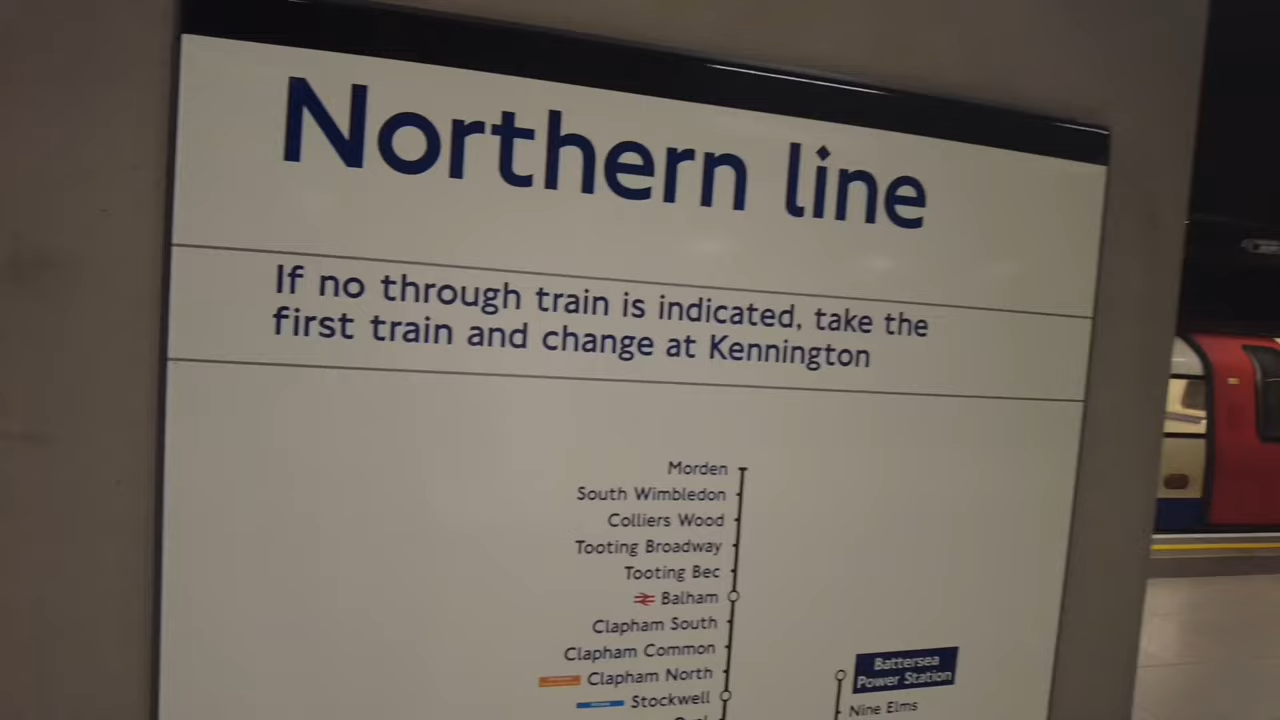 Northern line
If no through train is indicated, take the
first train and change at Kennington
Morden
South Wimbledon
Colliers Wood
Tooting Broadway
Tooting Bec
Balham
Clapham South
Clapham Common
Clapham North
Stockwell
Battersea
Power Station
Nine Elms